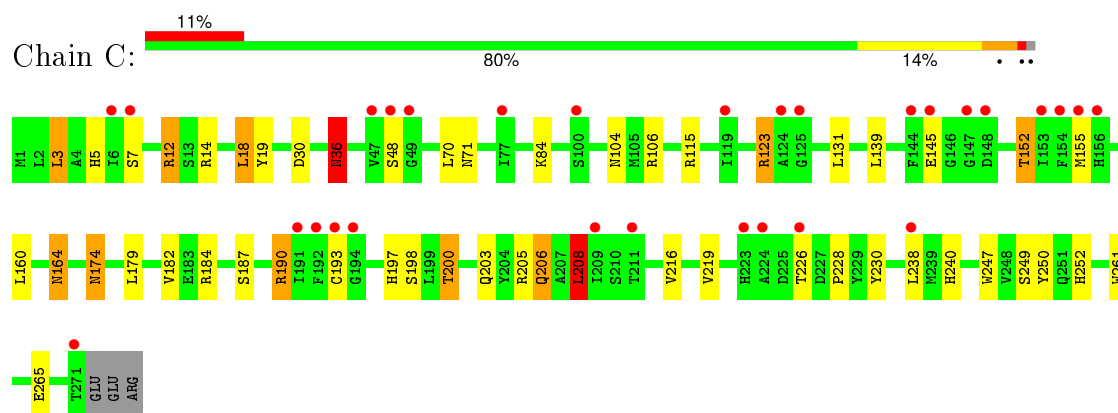 11%
Chain C:
80% 14% • ••
M1 L2 L3 A4 H5 I6 S7 R12 S13 R14 L18 Y19 D30 N36 V47 S48 G49 L70 N71 I77 K84 S100 N104 M105 R106 R115 I119 R123 A124 G125 L131 L139 F144 E145 G146 G147 D148 T152 I153 F154 M155 H156
L160 N164 N174 L179 V182 E183 R184 S187 R190 I191 F192 C193 G194 H197 S198 L199 T200 Q203 Y204 R205 Q206 A207 L208 I209 S210 T211 V216 V219 H223 A224 D225 T226 D227 P228 Y229 Y230 L238 M239 H240 W247 V248 S249 Y250 Q251 H252 W261
E265 T271 GLU GLU ARG